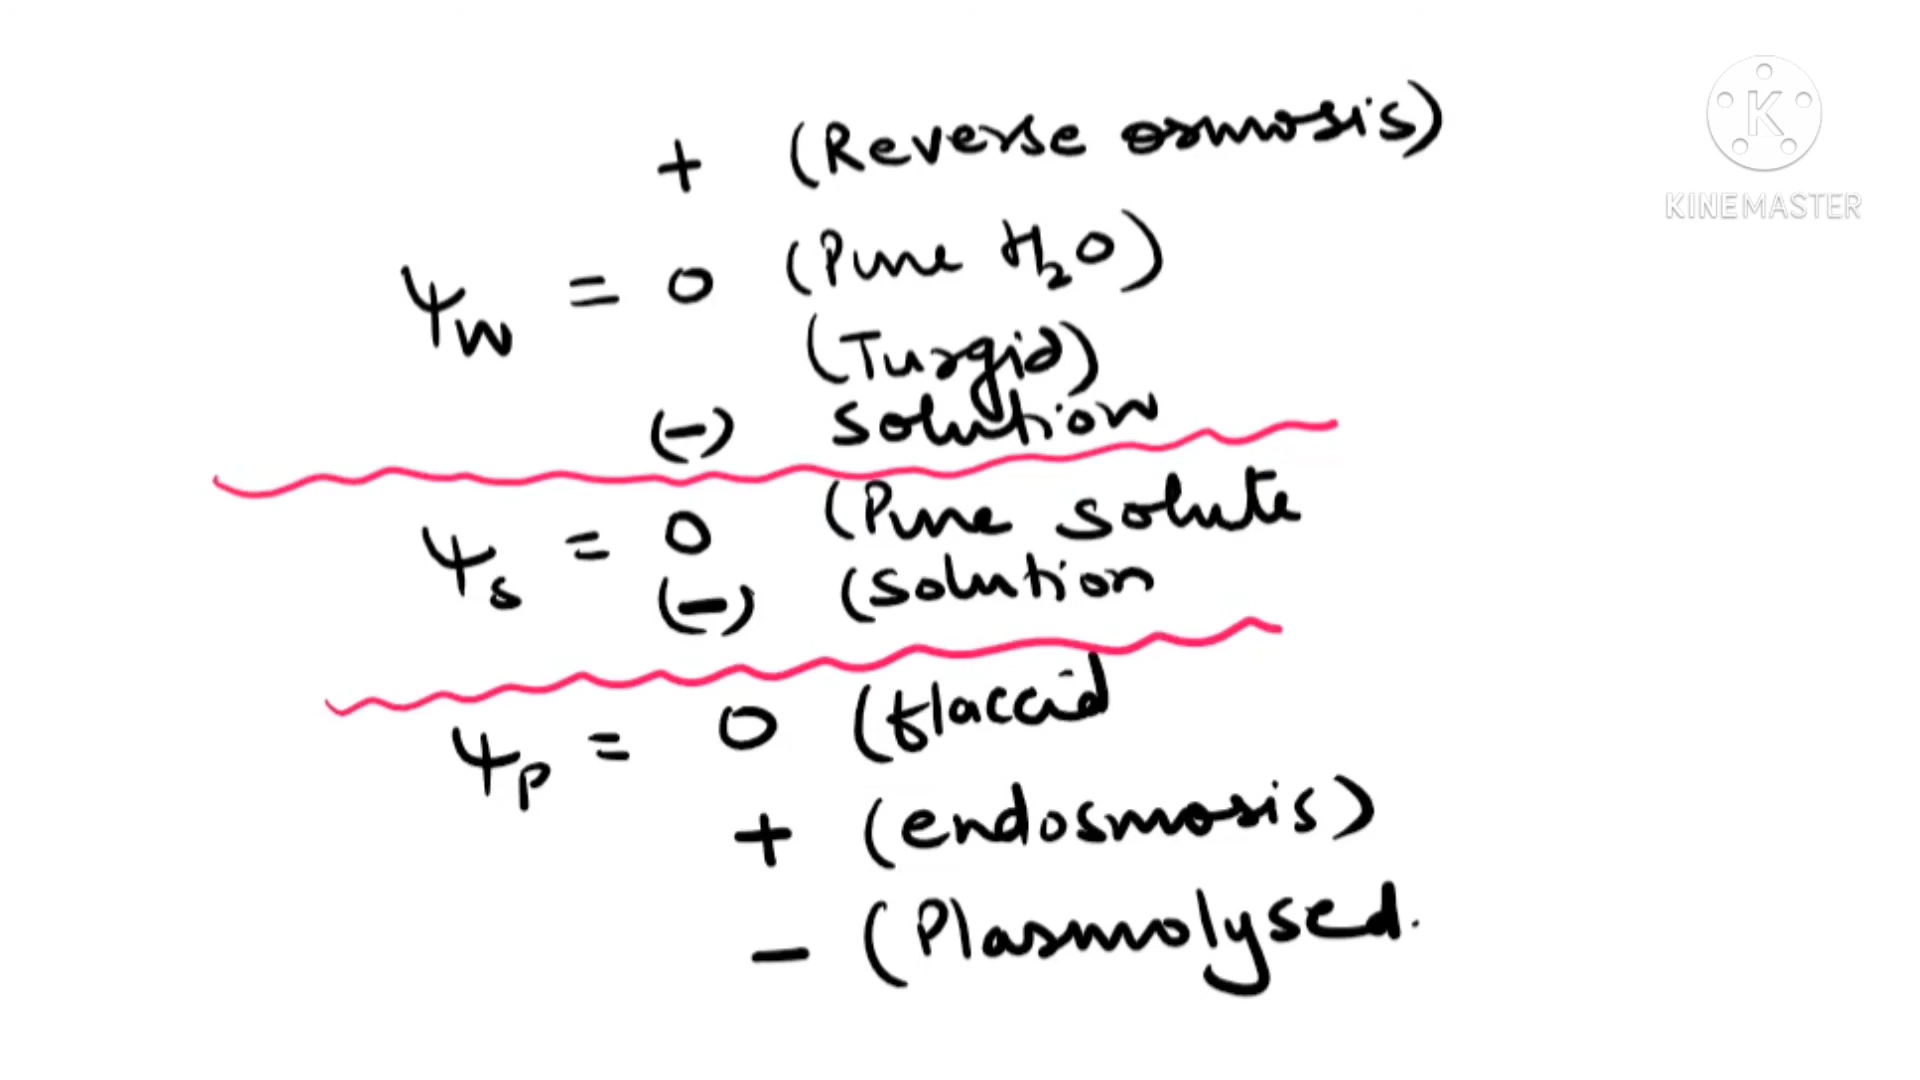 + (Reverse osmosis)
Ψw = 0 (Pure H₂O)
(Turgid)
(-) solution
Ψs = 0 (Pure solute
(-) (solution
Ψp = 0 (flaccid
+ (endosmosis)
- (Plasmolysed.
K
KINEMASTER